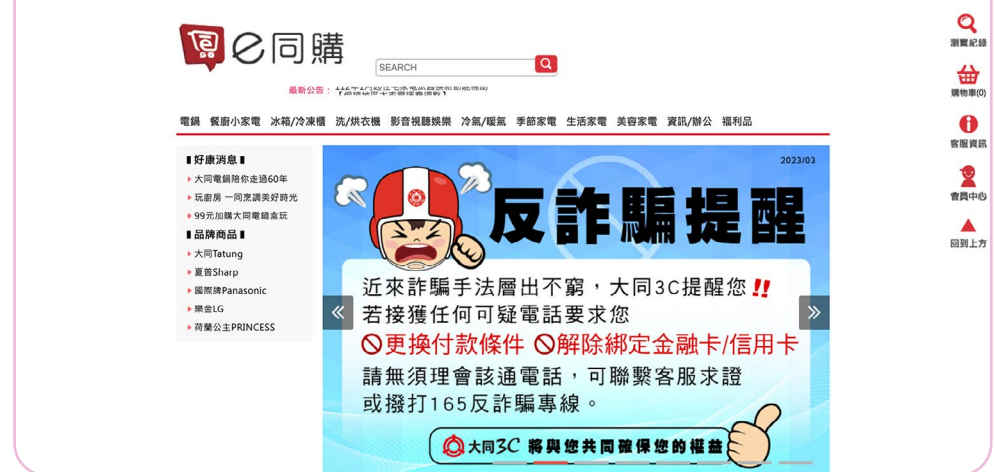 e同購
SEARCH
最新公告：
電鍋 餐廚小家電 冰箱/冷凍櫃 洗/烘衣機 影音視聽娛樂 冷氣/暖氣 季節家電 生活家電 美容家電 資訊/辦公 福利品
好康消息
大同電鍋陪你走過60年
玩廚房 一同烹調美好時光
99元加購大同電鍋盒玩
品牌商品
大同Tatung
夏普Sharp
國際牌Panasonic
樂金LG
荷蘭公主PRINCESS
2023/03
反詐騙提醒
近來詐騙手法層出不窮，大同3C提醒您!!
若接獲任何可疑電話要求您
更換付款條件 解除綁定金融卡/信用卡
請無須理會該通電話，可聯繫客服求證
或撥打165反詐騙專線。
大同3C 將與您共同確保您的權益
瀏覽紀錄
購物車(0)
客服資訊
會員中心
回到上方